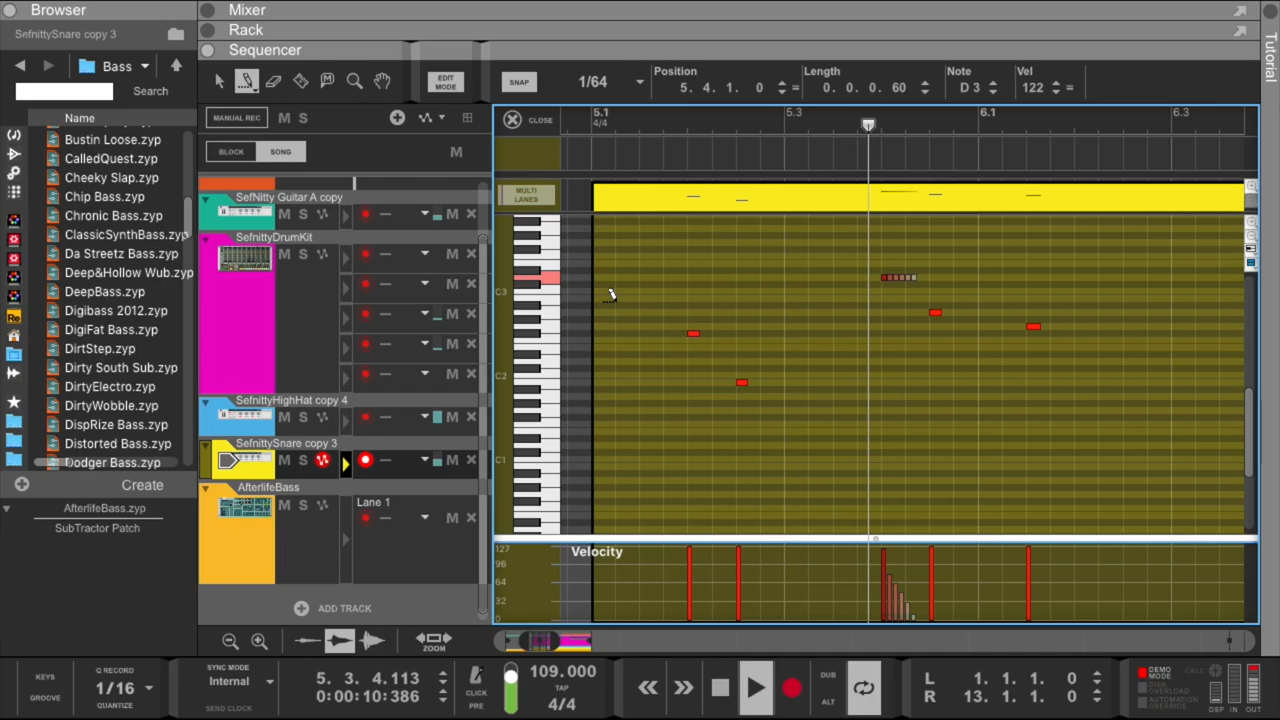 Browser
SefnittySnare copy 3
Bass
Search
Name
Bustin Loose.zyp
CalledQuest.zyp
Cheeky Slap.zyp
Chip Bass.zyp
Chronic Bass.zyp
ClassicSynthBass.zyp
Da Streetz Bass.zyp
Deep&Hollow Wub.zyp
DeepBass.zyp
Digibass 2012.zyp
DigiFat Bass.zyp
DirtStep.zyp
Dirty South Sub.zyp
DirtyElectro.zyp
DirtyWobble.zyp
DispRize Bass.zyp
Distorted Bass.zyp
Dodger Bass.zyp
Re
Create
AfterlifeBass.zyp
SubTractor Patch
Mixer
Rack
Sequencer
Tutorial
EDIT MODE
SNAP
1/64
Position
5. 4. 1. 0
=
Length
0. 0. 0. 60
Note
D 3
Vel
122
=
MANUAL REC
M S
BLOCK
SONG
M
SefNitty Guitar A copy
M S
M
SefnittyDrumKit
M S
M
M
M
M
M
SefnittyHighHat copy 4
M S
M
SefnittySnare copy 3
M S
M
AfterlifeBass
M S
Lane 1
M
ADD TRACK
CLOSE
5.1
4/4
5.3
6.1
6.3
MULTI LANES
C3
C2
C1
Velocity
127
96
64
32
0
ZOOM
KEYS
GROOVE
Q RECORD
1/16
QUANTIZE
SYNC MODE
Internal
SEND CLOCK
5. 3. 4. 113
0:00:10:386
CLICK
PRE
109.000
TAP
4/4
DUB
ALT
L
1. 1. 1. 0
R
13. 1. 1. 0
DEMO MODE
DISK OVERLOAD
AUTOMATION OVERRIDE
CALC
DSP
IN
OUT